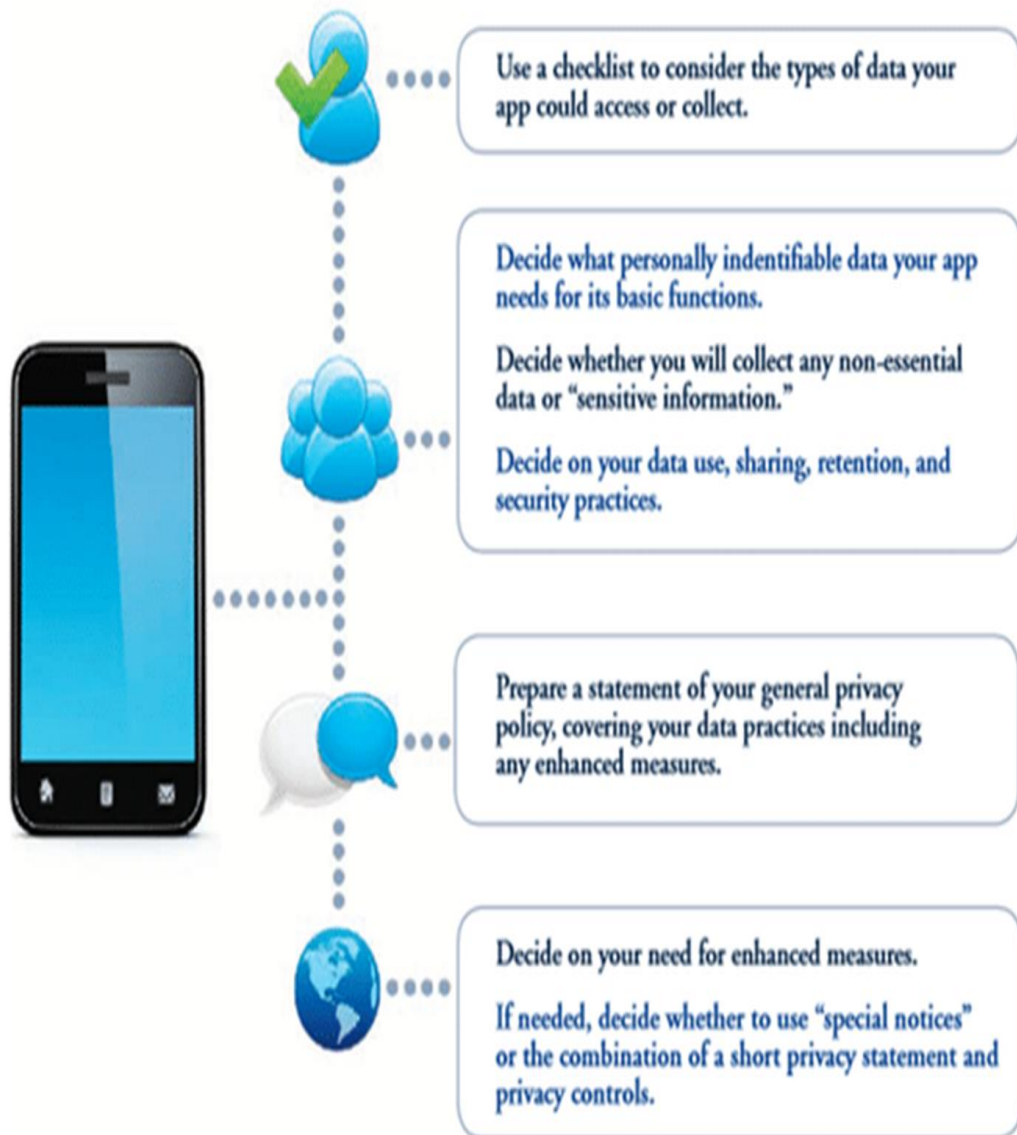 Use a checklist to consider the types of data your
app could access or collect.
Decide what personally indentifiable data your app
needs for its basic functions.
Decide whether you will collect any non-essential
data or “sensitive information.”
Decide on your data use, sharing, retention, and
security practices.
Prepare a statement of your general privacy
policy, covering your data practices including
any enhanced measures.
Decide on your need for enhanced measures.
If needed, decide whether to use “special notices”
or the combination of a short privacy statement and
privacy controls.